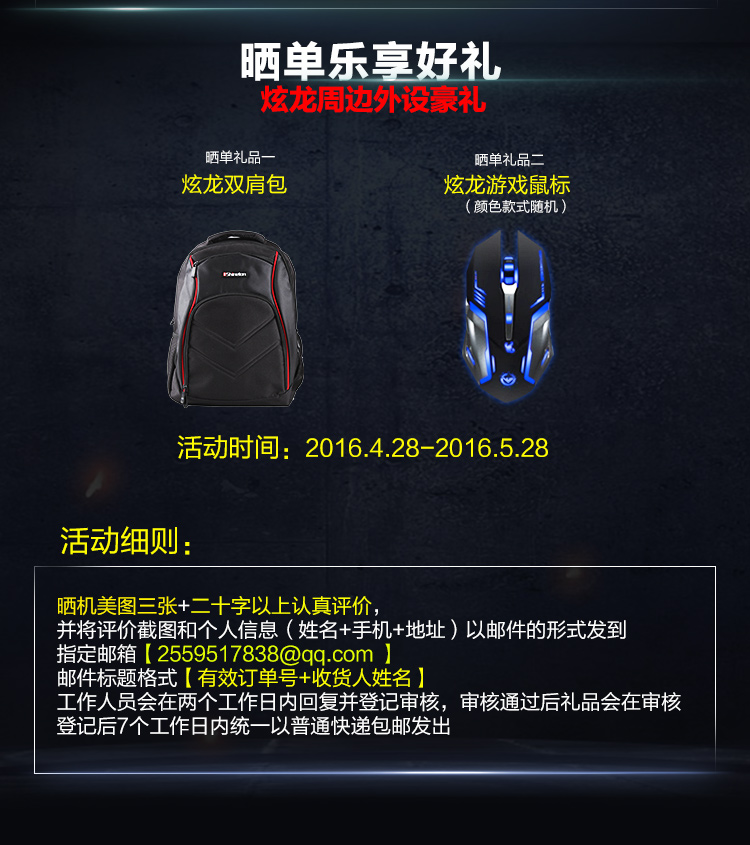 晒单乐享好礼
炫龙周边外设豪礼
晒单礼品一
炫龙双肩包
晒单礼品二
炫龙游戏鼠标
（颜色款式随机）
活动时间：2016.4.28-2016.5.28
活动细则：
晒机美图三张+二十字以上认真评价，
并将评价截图和个人信息（姓名+手机+地址）以邮件的形式发到
指定邮箱【2559517838@qq.com 】
邮件标题格式【有效订单号+收货人姓名】
工作人员会在两个工作日内回复并登记审核，审核通过后礼品会在审核
登记后7个工作日内统一以普通快递包邮发出